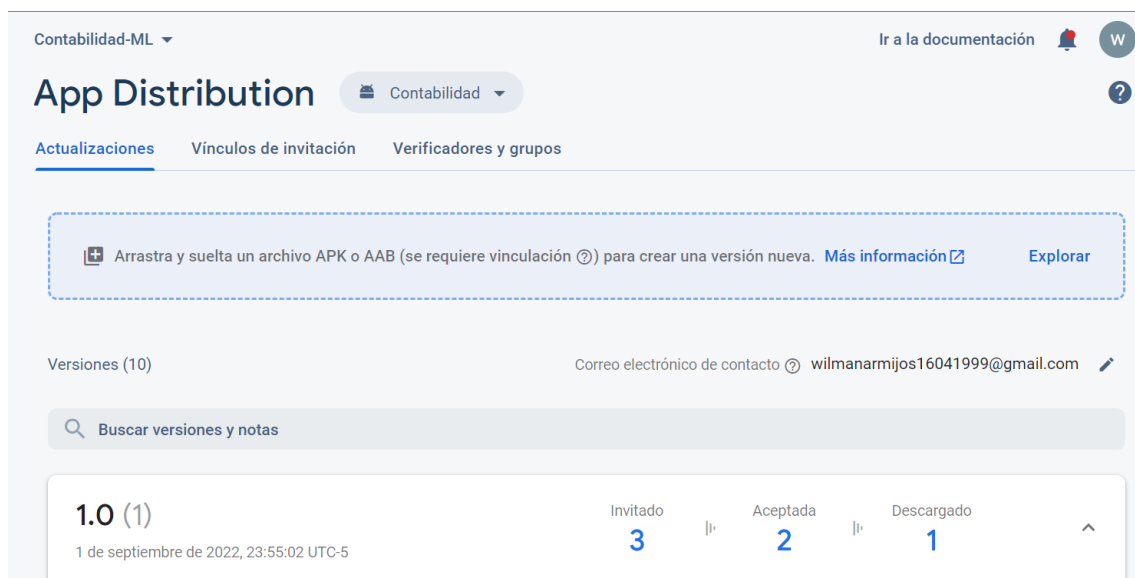 Contabilidad-ML
Ir a la documentación
W
App Distribution
Contabilidad
?
Actualizaciones
Vínculos de invitación
Verificadores y grupos
Arrastra y suelta un archivo APK o AAB (se requiere vinculación ?) para crear una versión nueva. Más información
Explorar
Versiones (10)
Correo electrónico de contacto ? wilmanarmijos16041999@gmail.com
Buscar versiones y notas
1.0 (1)
Invitado
Aceptada
Descargado
3
2
1
1 de septiembre de 2022, 23:55:02 UTC-5